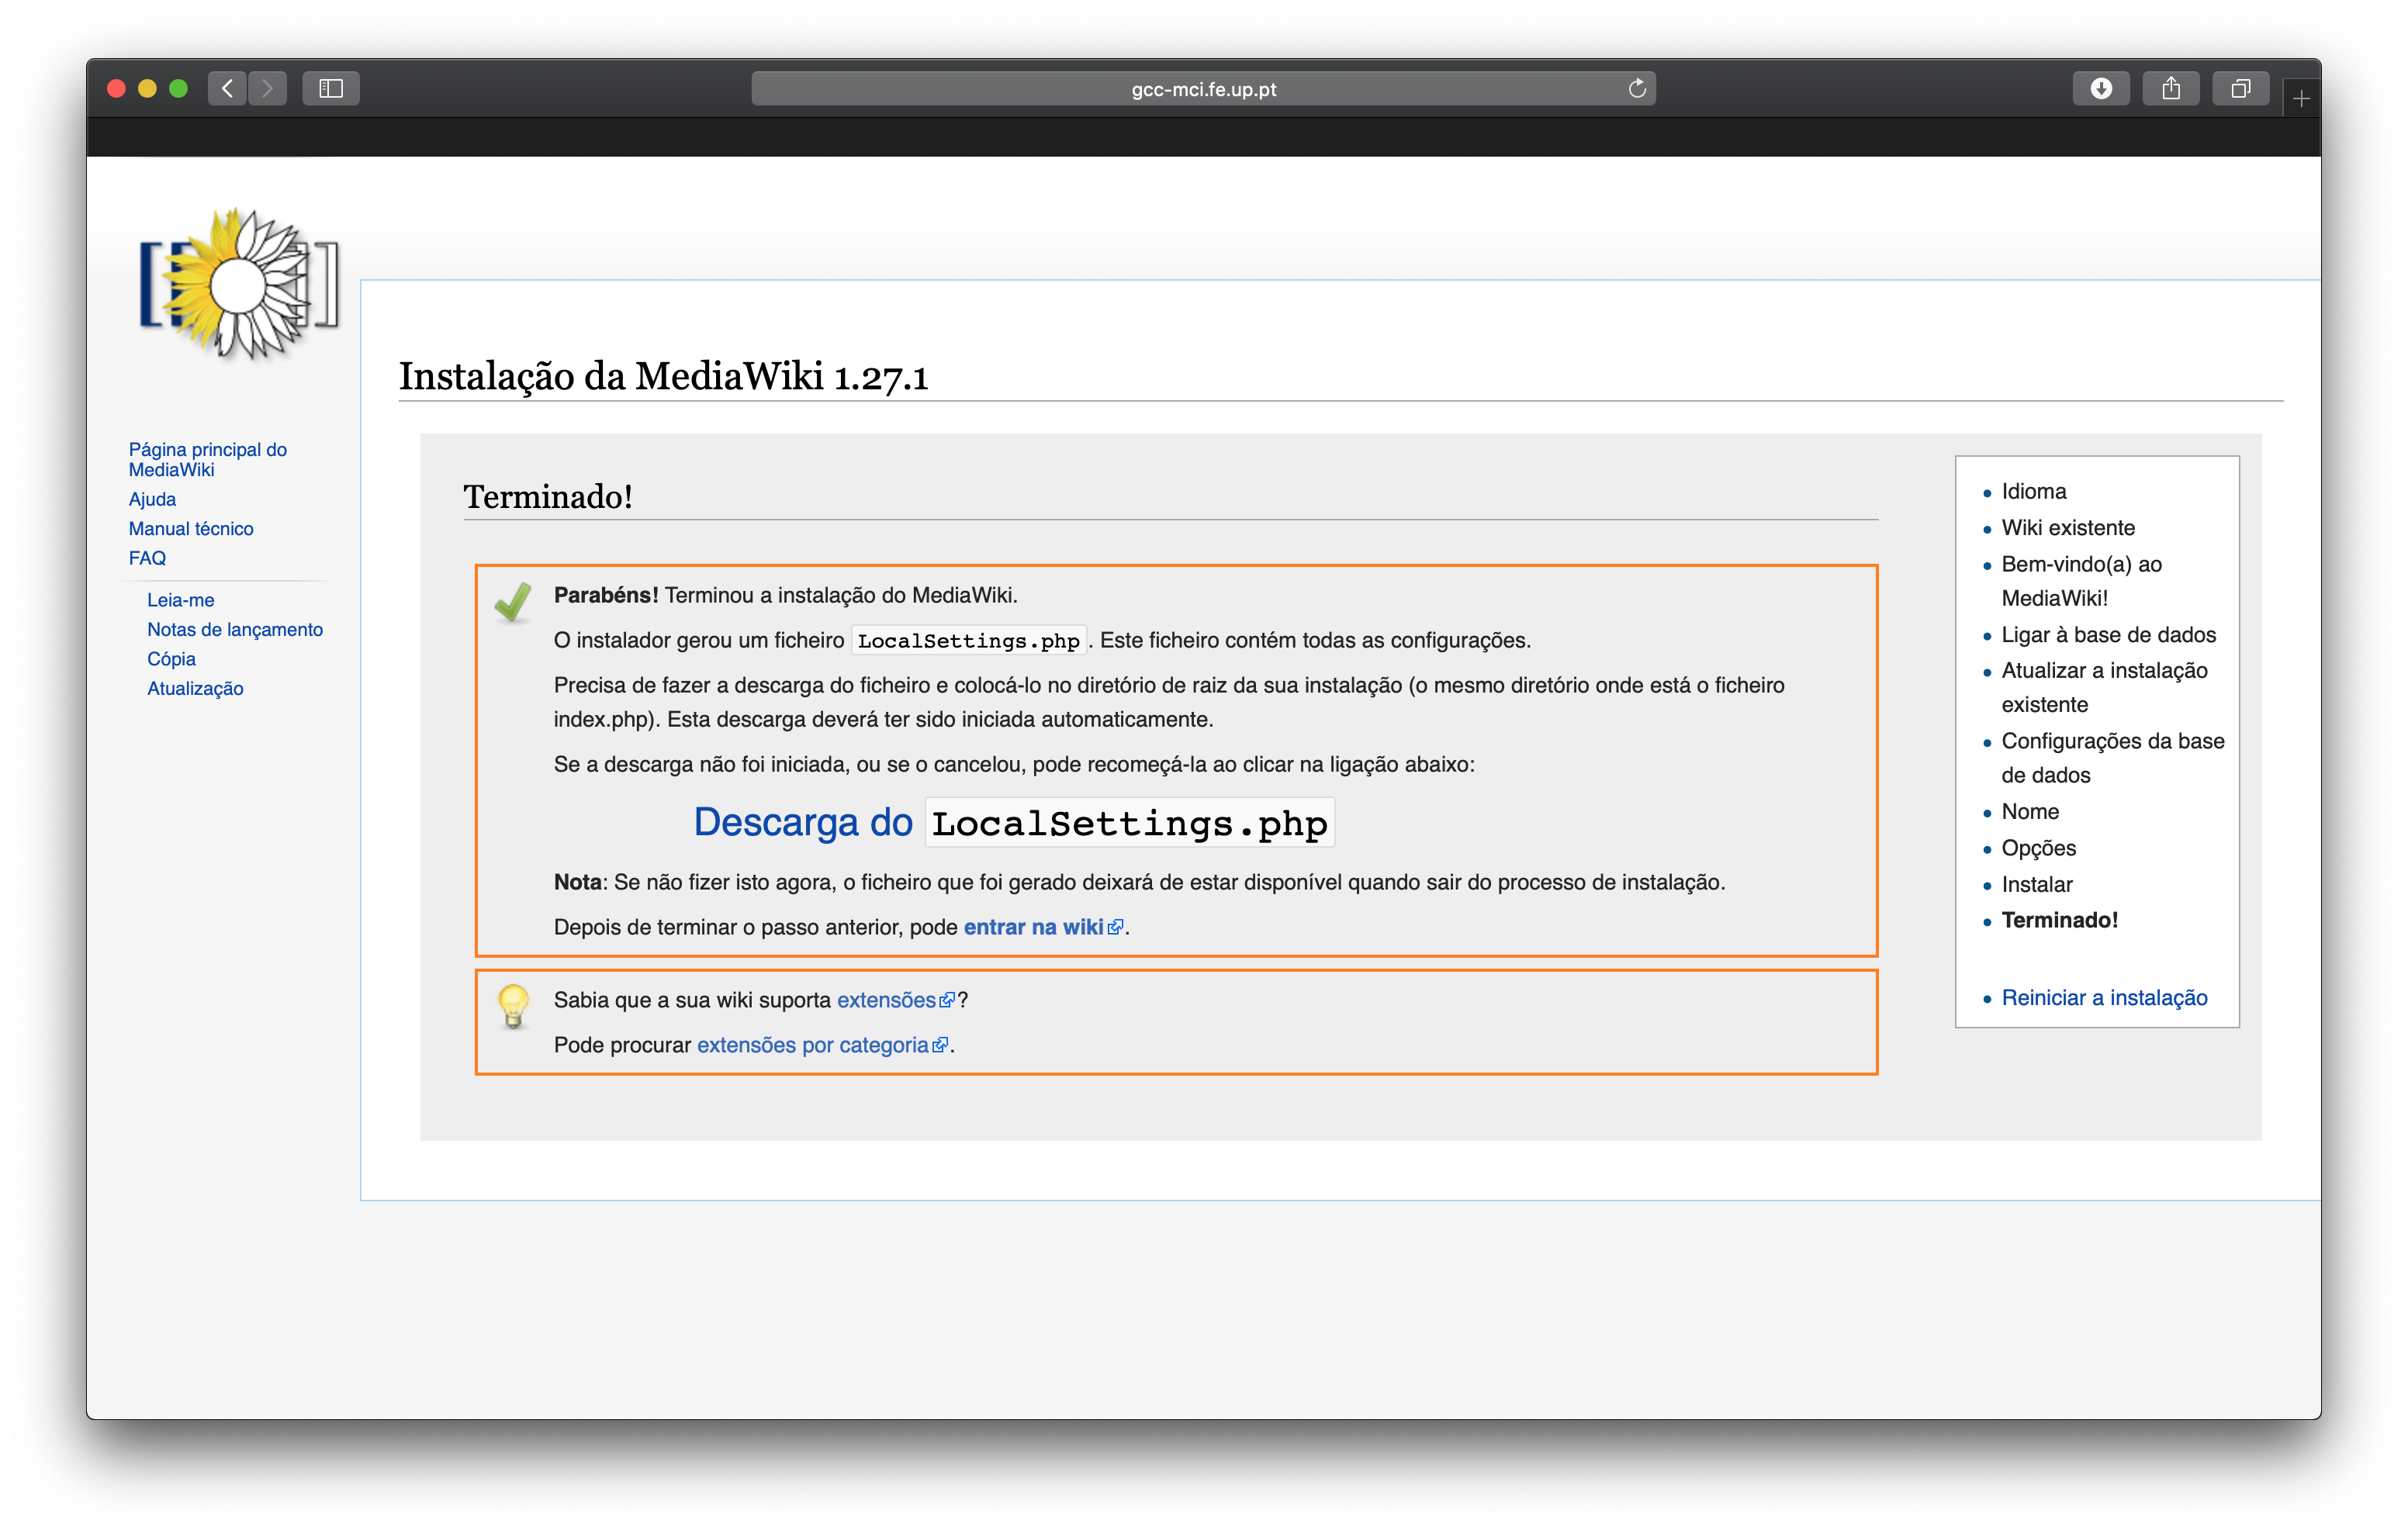 gcc-mci.fe.up.pt
Página principal do
MediaWiki
Ajuda
Manual técnico
FAQ
Leia-me
Notas de lançamento
Cópia
Atualização
Instalação da MediaWiki 1.27.1
Terminado!
Parabéns! Terminou a instalação do MediaWiki.
O instalador gerou um ficheiro LocalSettings.php. Este ficheiro contém todas as configurações.
Precisa de fazer a descarga do ficheiro e colocá-lo no diretório de raiz da sua instalação (o mesmo diretório onde está o ficheiro
index.php). Esta descarga deverá ter sido iniciada automaticamente.
Se a descarga não foi iniciada, ou se o cancelou, pode recomeçá-la ao clicar na ligação abaixo:
Descarga do LocalSettings.php
Nota: Se não fizer isto agora, o ficheiro que foi gerado deixará de estar disponível quando sair do processo de instalação.
Depois de terminar o passo anterior, pode entrar na wiki.
Sabia que a sua wiki suporta extensões?
Pode procurar extensões por categoria.
Idioma
Wiki existente
Bem-vindo(a) ao
MediaWiki!
Ligar à base de dados
Atualizar a instalação
existente
Configurações da base
de dados
Nome
Opções
Instalar
Terminado!
Reiniciar a instalação